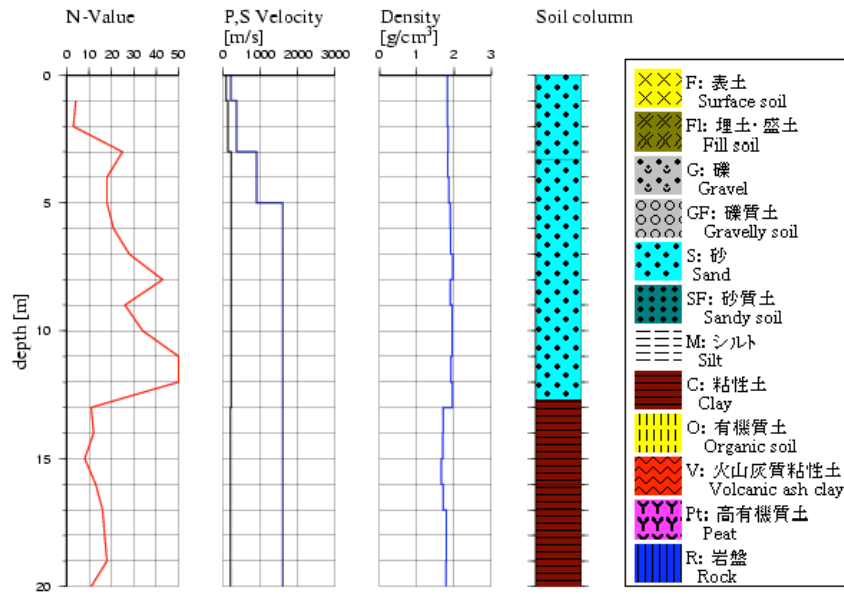 N-Value
P,S Velocity
[m/s]
Density
[g/cm³]
Soil column
0 10 20 30 40 50
0 1000 2000 3000
0 1 2 3
0
5
10
15
20
depth [m]
F: 表土
Surface soil
Fl: 埋土・盛土
Fill soil
G: 礫
Gravel
GF: 礫質土
Gravelly soil
S: 砂
Sand
SF: 砂質土
Sandy soil
M: シルト
Silt
C: 粘性土
Clay
O: 有機質土
Organic soil
V: 火山灰質粘性土
Volcanic ash clay
Pt: 高有機質土
Peat
R: 岩盤
Rock